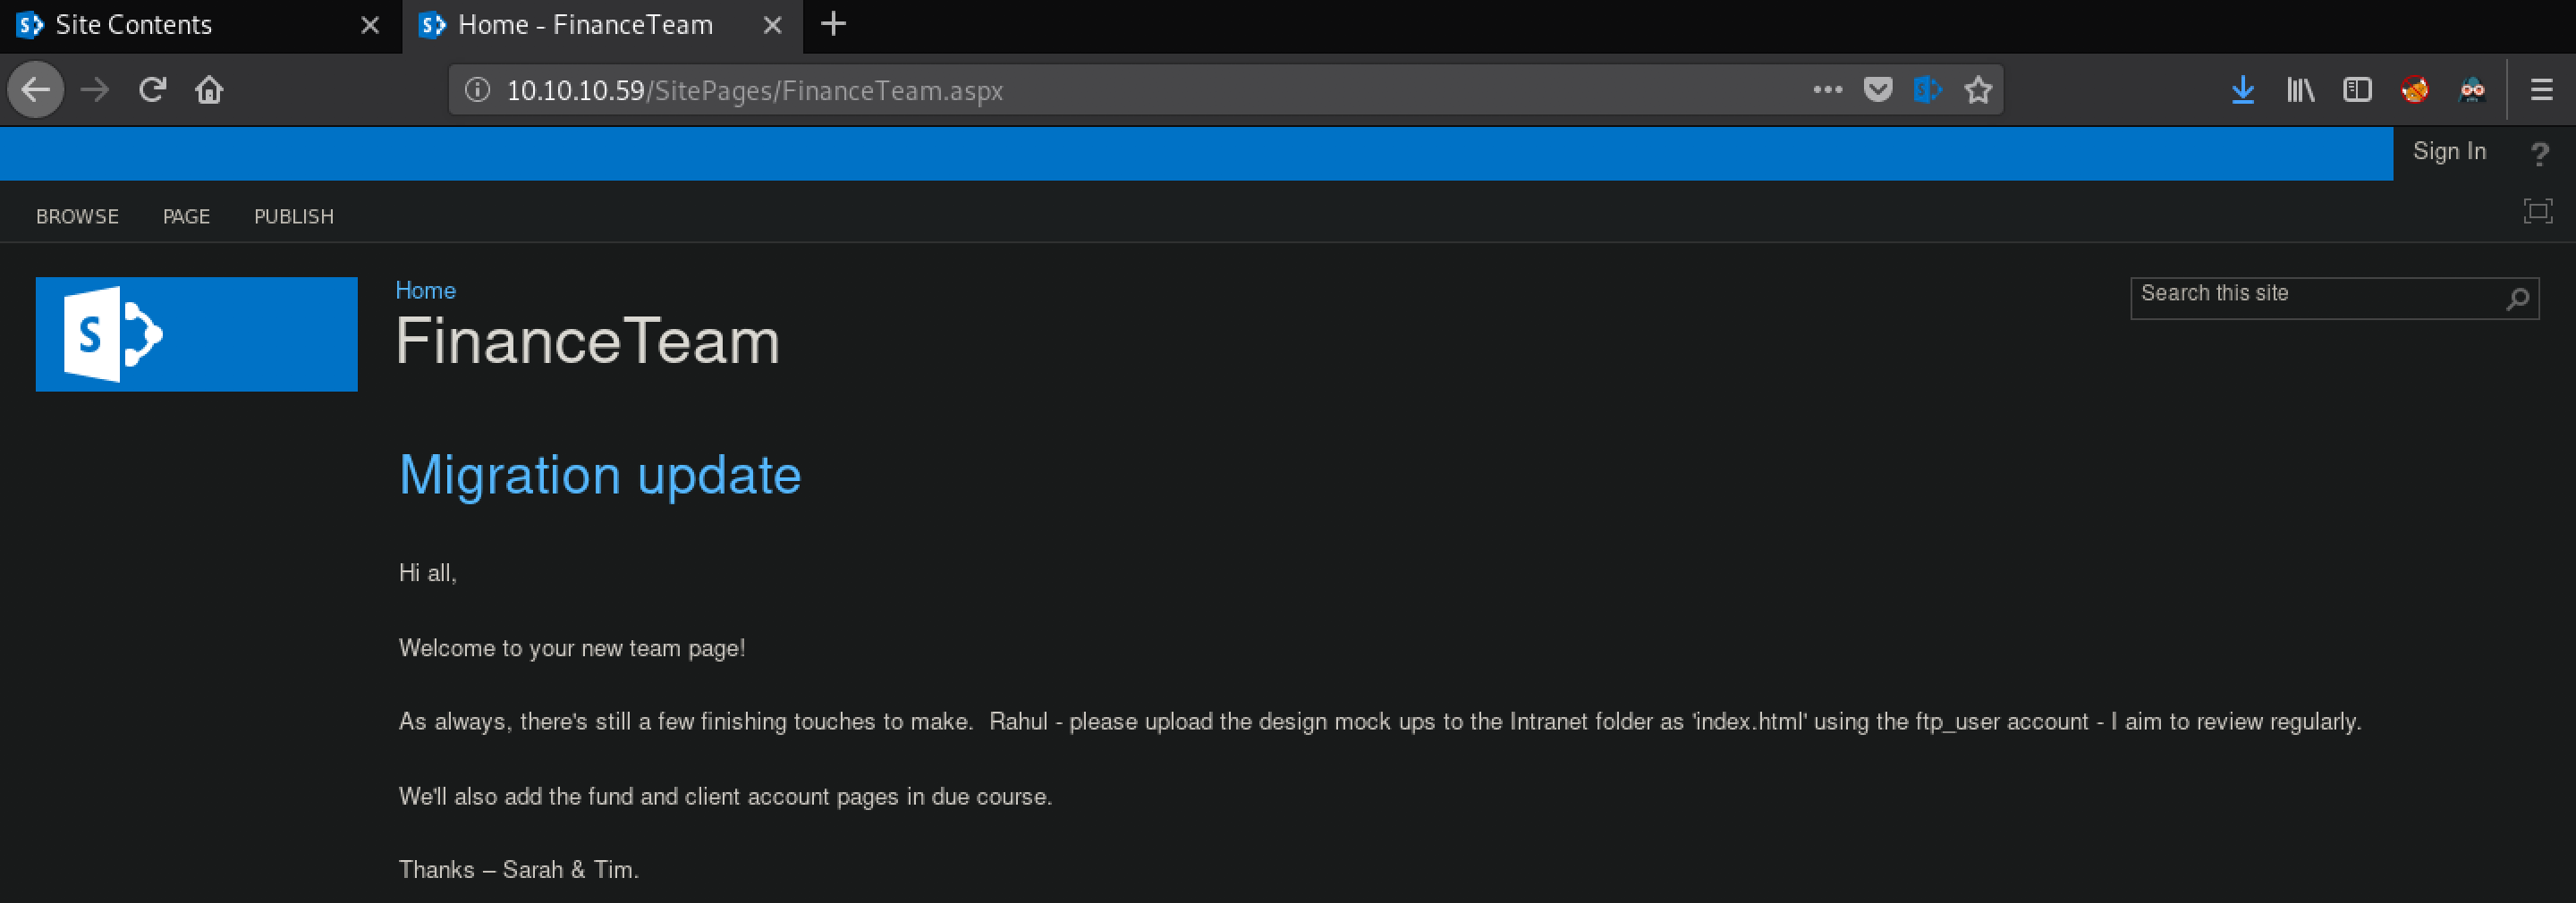 Site Contents
Home - FinanceTeam
10.10.10.59/SitePages/FinanceTeam.aspx
Sign In ?
BROWSE PAGE PUBLISH
S
Home
Search this site
FinanceTeam
Migration update
Hi all,
Welcome to your new team page!
As always, there's still a few finishing touches to make.  Rahul - please upload the design mock ups to the Intranet folder as 'index.html' using the ftp_user account - I aim to review regularly.
We'll also add the fund and client account pages in due course.
Thanks – Sarah & Tim.